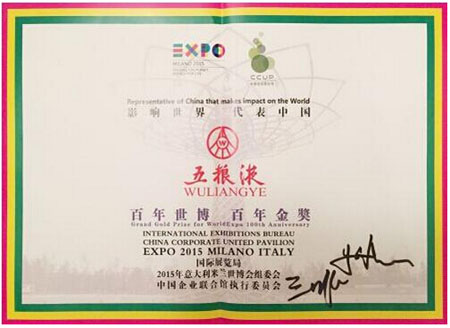 EXPO
MILANO 2015
CCUP
Representative of China that makes impact on the World
影响世界 代表中国
五粮液
WULIANGYE
百年世博 百年金奖
Grand Gold Prize for WorldExpo 100th Anniversary
INTERNATIONAL EXHIBITIONS BUREAU
CHINA CORPORATE UNITED PAVILION
EXPO 2015 MILANO ITALY
国际展览局
2015年意大利米兰世博会组委会
中国企业联合馆执行委员会